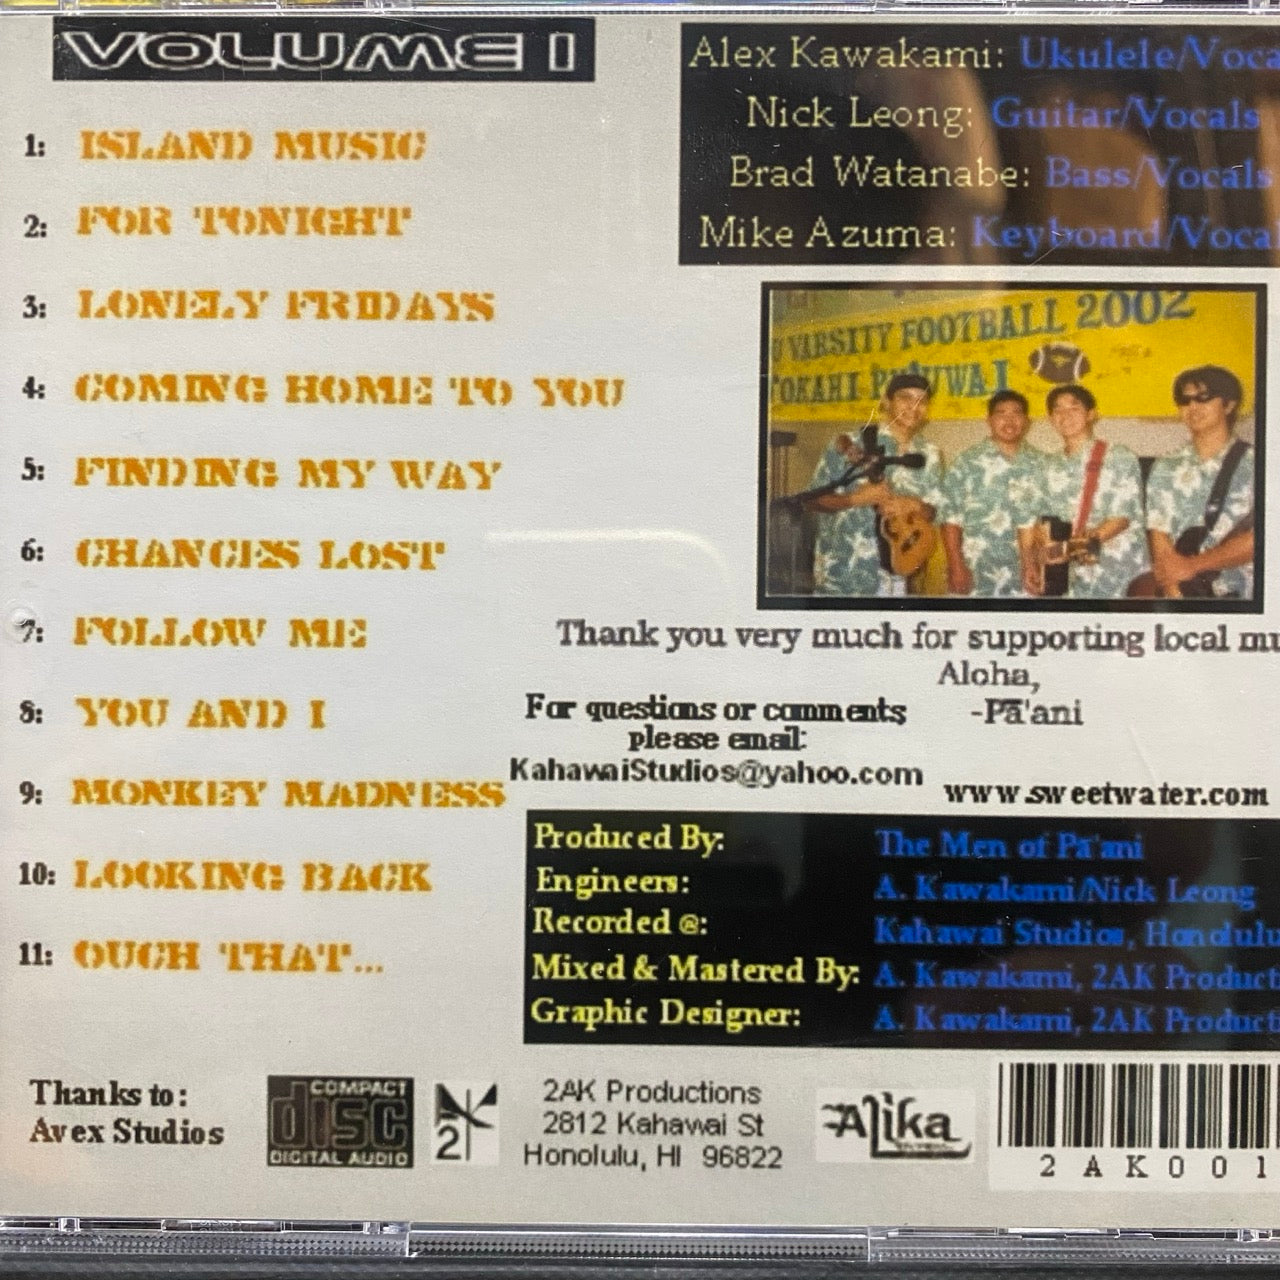 VOLUME I
1: ISLAND MUSIC
2: FOR TONIGHT
3: LONELY FRIDAYS
4: COMING HOME TO YOU
5: FINDING MY WAY
6: CHANCES LOST
7: FOLLOW ME
8: YOU AND I
9: MONKEY MADNESS
10: LOOKING BACK
11: OUCH THAT...
Alex Kawakami: Ukulele/Voca
Nick Leong: Guitar/Vocals
Brad Watanabe: Bass/Vocals
Mike Azuma: Keyboard/Vocal
VARSITY FOOTBALL 2002
Thank you very much for supporting local mu
Aloha,
-Pā'ani
For questions or comments
please email:
KahawaiStudios@yahoo.com
www.sweetwater.com
Produced By: The Men of Pā'ani
Engineers: A. Kawakami/Nick Leong
Recorded @: Kahawai Studios, Honolulu
Mixed & Mastered By: A. Kawakami, 2AK Product
Graphic Designer: A. Kawakami, 2AK Product
Thanks to:
Avex Studios
COMPACT
disc
DIGITAL AUDIO
2
2AK Productions
2812 Kahawai St
Honolulu, HI 96822
Alika
2AK001